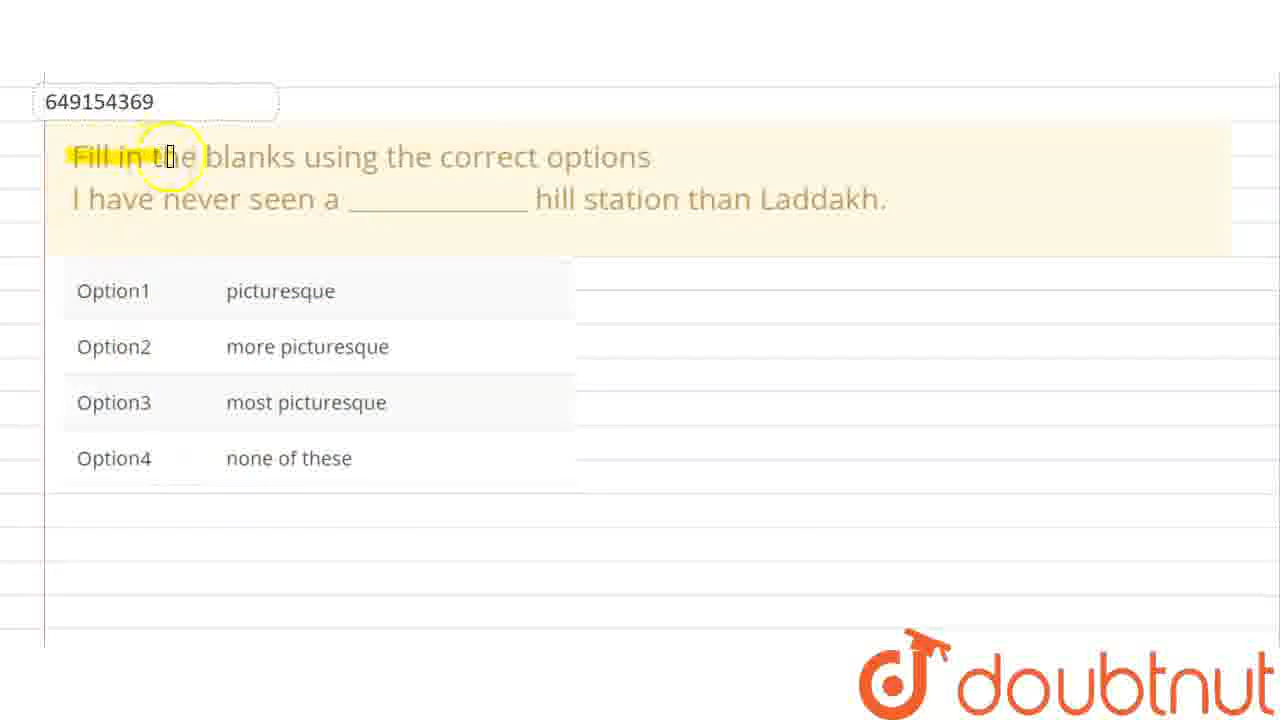 649154369
Fill in the blanks using the correct options
I have never seen a ____________ hill station than Laddakh.
Option1 picturesque
Option2 more picturesque
Option3 most picturesque
Option4 none of these
doubtnut